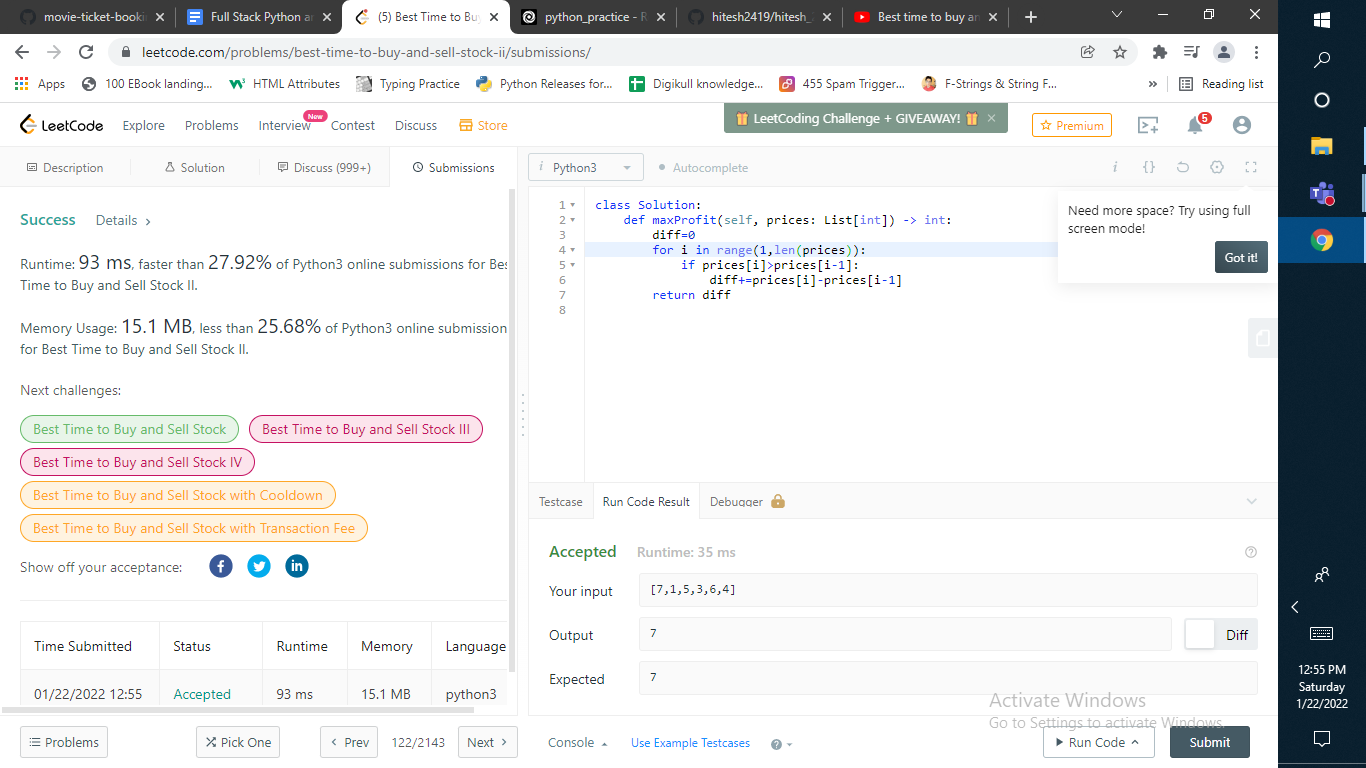 movie-ticket-booki
Full Stack Python a
(5) Best Time to Bu
python_practice - R
hitesh2419/hitesh_
Best time to buy a
leetcode.com/problems/best-time-to-buy-and-sell-stock-ii/submissions/
Apps
100 EBook landing...
HTML Attributes
Typing Practice
Python Releases for...
Digikull knowledge...
455 Spam Trigger...
F-Strings & String F...
»
Reading list
LeetCode
Explore
Problems
Interview
New
Contest
Discuss
Store
LeetCoding Challenge + GIVEAWAY!
Premium
5
Description
Solution
Discuss (999+)
Submissions
i Python3
Autocomplete
Success
Details
Runtime: 93 ms, faster than 27.92% of Python3 online submissions for Be
Time to Buy and Sell Stock II.
Memory Usage: 15.1 MB, less than 25.68% of Python3 online submission
for Best Time to Buy and Sell Stock II.
Next challenges:
Best Time to Buy and Sell Stock
Best Time to Buy and Sell Stock III
Best Time to Buy and Sell Stock IV
Best Time to Buy and Sell Stock with Cooldown
Best Time to Buy and Sell Stock with Transaction Fee
Show off your acceptance:
Time Submitted Status Runtime Memory Language
01/22/2022 12:55 Accepted 93 ms 15.1 MB python3
Problems
Pick One
Prev
122/2143
Next
1 class Solution:
2 def maxProfit(self, prices: List[int]) -> int:
3 diff=0
4 for i in range(1,len(prices)):
5 if prices[i]>prices[i-1]:
6 diff+=prices[i]-prices[i-1]
7 return diff
8
Need more space? Try using full
screen mode!
Got it!
Testcase
Run Code Result
Debugger
Accepted
Runtime: 35 ms
Your input
[7,1,5,3,6,4]
Output
7
Diff
Expected
7
Activate Windows
Go to Settings to activate Windows.
Console
Use Example Testcases
Run Code
Submit
12:55 PM
Saturday
1/22/2022